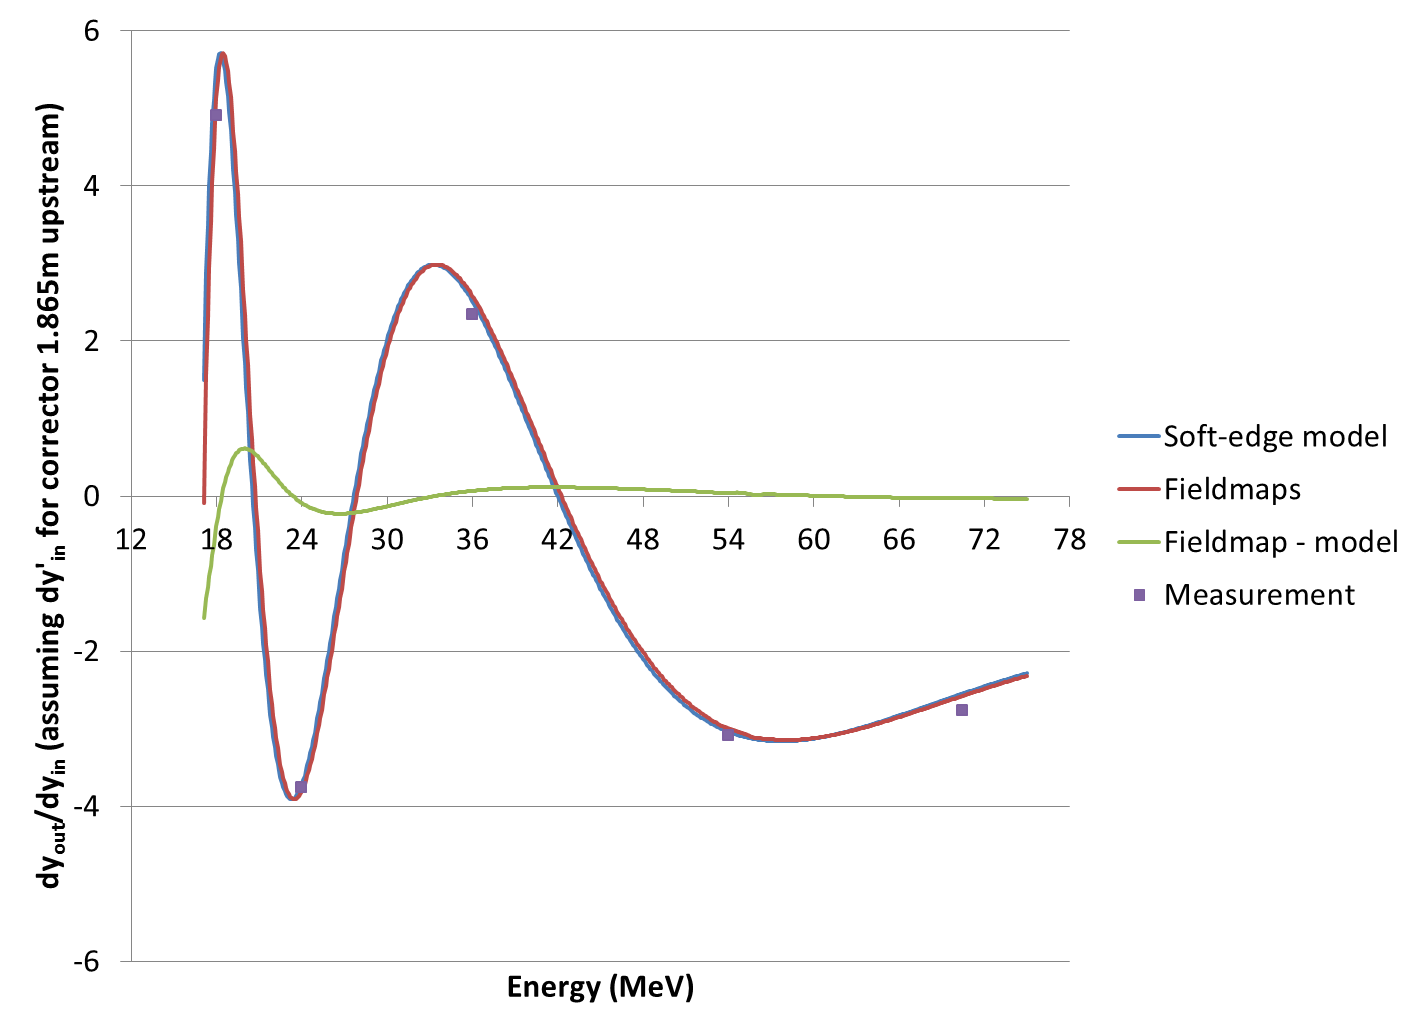 6
4
2
0
-2
-4
-6
12 18 24 30 36 42 48 54 60 66 72 78
dyout/dyin (assuming dy'in for corrector 1.865m upstream)
Energy (MeV)
Soft-edge model
Fieldmaps
Fieldmap - model
Measurement